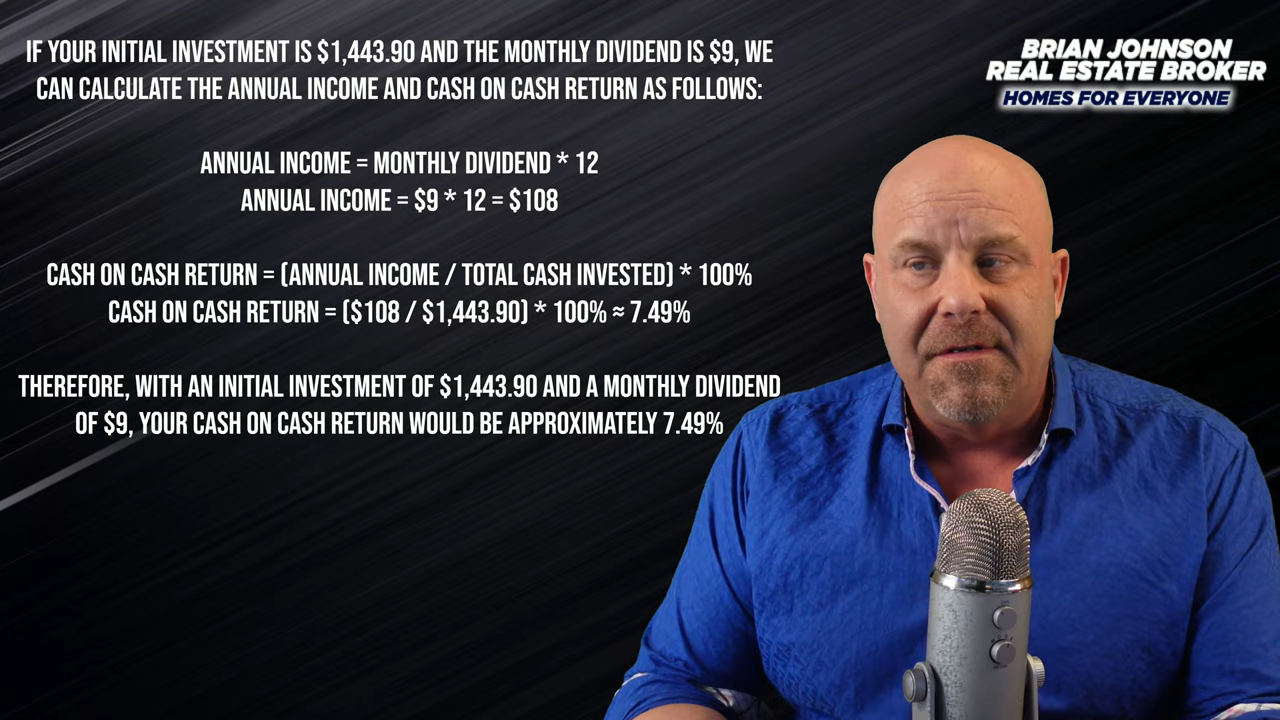 IF YOUR INITIAL INVESTMENT IS $1,443.90 AND THE MONTHLY DIVIDEND IS $9, WE
CAN CALCULATE THE ANNUAL INCOME AND CASH ON CASH RETURN AS FOLLOWS:
ANNUAL INCOME = MONTHLY DIVIDEND * 12
ANNUAL INCOME = $9 * 12 = $108
CASH ON CASH RETURN = (ANNUAL INCOME / TOTAL CASH INVESTED) * 100%
CASH ON CASH RETURN = ($108 / $1,443.90) * 100% ≈ 7.49%
THEREFORE, WITH AN INITIAL INVESTMENT OF $1,443.90 AND A MONTHLY DIVIDEND
OF $9, YOUR CASH ON CASH RETURN WOULD BE APPROXIMATELY 7.49%
BRIAN JOHNSON
REAL ESTATE BROKER
HOMES FOR EVERYONE